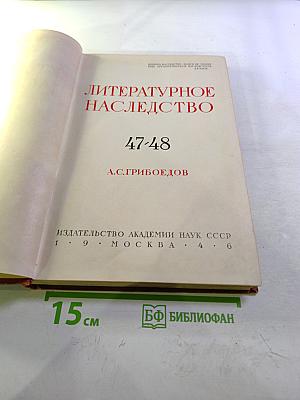 ЛИТЕРАТУРНОЕ
НАСЛЕДСТВО
47-48
А.С.ГРИБОЕДОВ
ИЗДАТЕЛЬСТВО АКАДЕМИИ НАУК СССР
1 · 9 · МОСКВА · 4 · 6
15 см
БФ БИБЛИОФАН